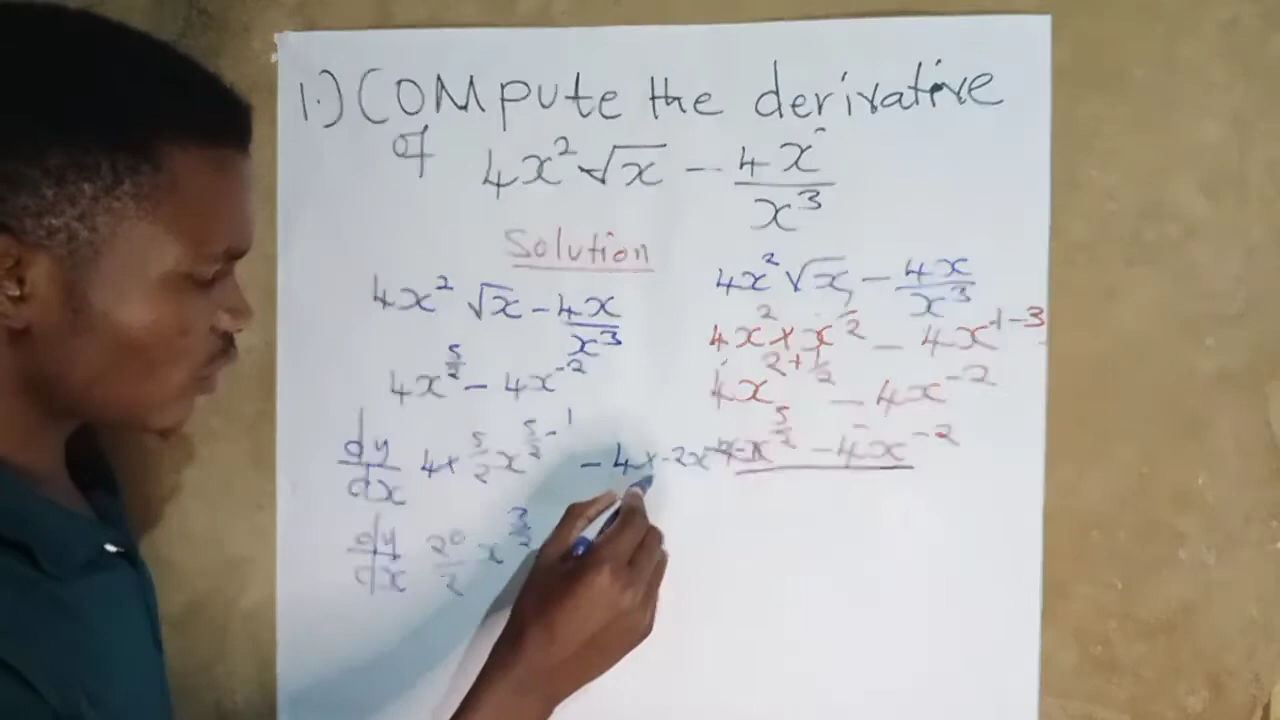 1.) COMpute the derivative
of 4x²√x - 4x/x³
Solution
4x² √x - 4x/x³
4x^(5/2) - 4x^(-2)
dy/dx 4x 5/2 x^(5/2 - 1) - 4x -2x
dy/dx 20/2 x^(3/2)
4x²√x - 4x/x³
4x² x x^(1/2) - 4x^(1-3)
4x^(2+1/2) - 4x^(-2)
4x^(5/2) - 4x^(-2)